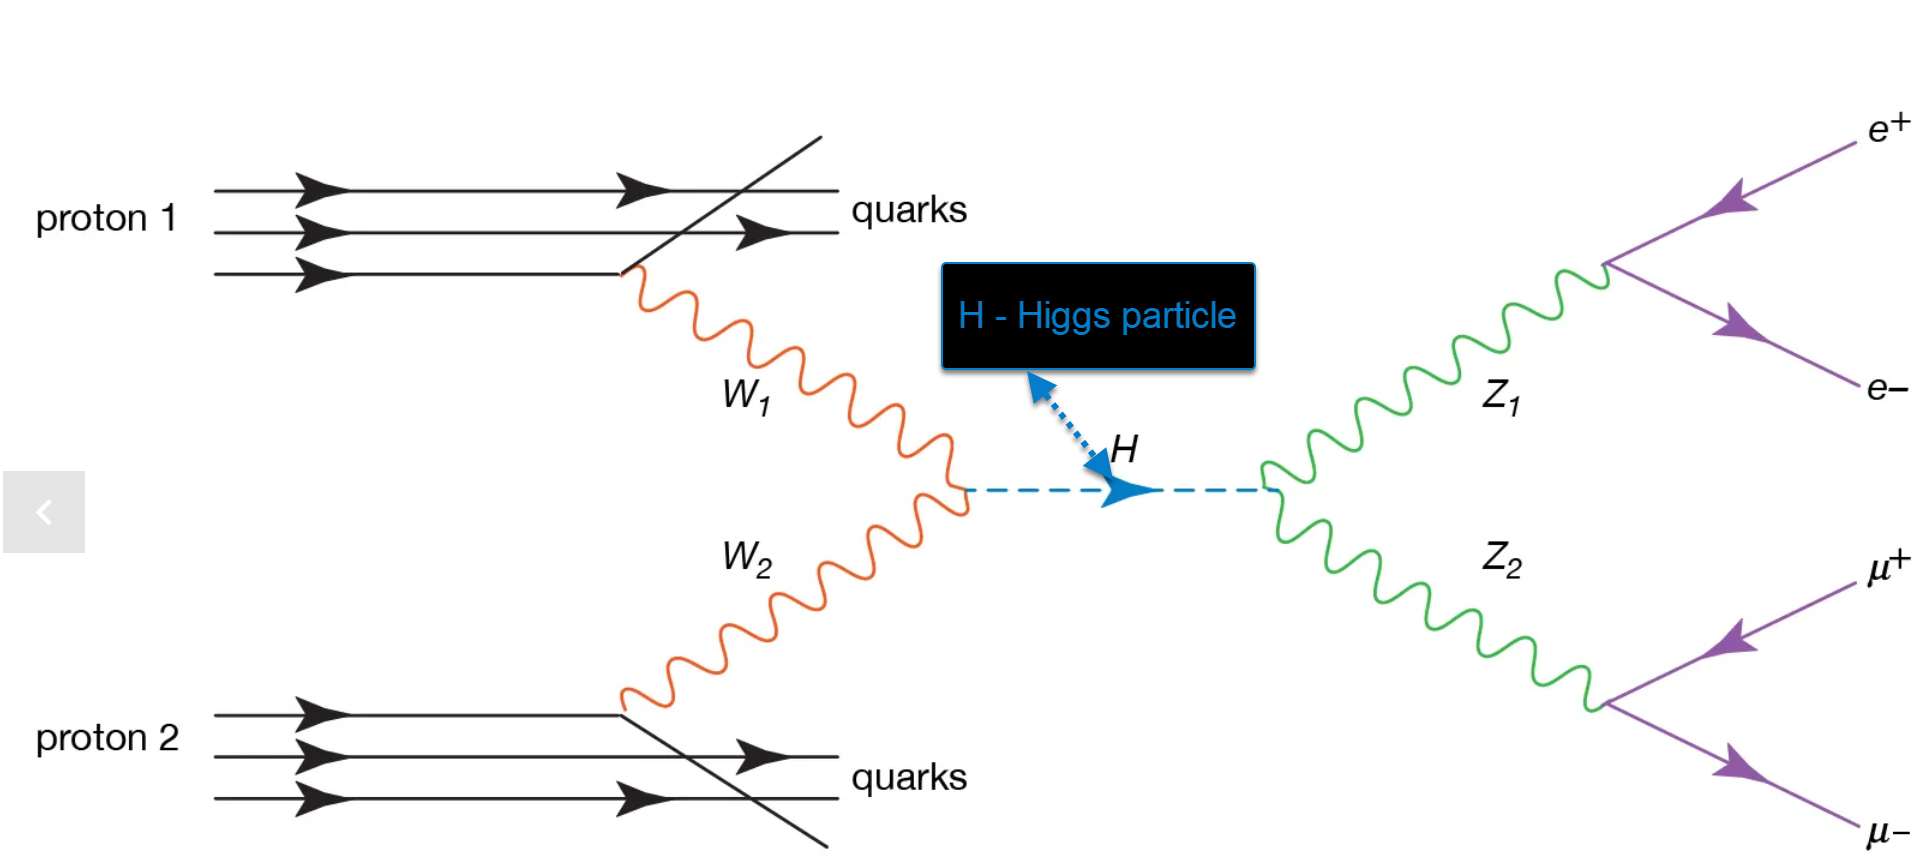 e+
proton 1
quarks
H - Higgs particle
W1
Z1
e–
H
W2
Z2
μ+
proton 2
quarks
μ–